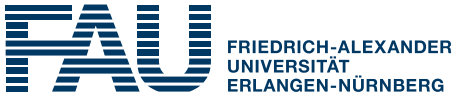 FAU
FRIEDRICH-ALEXANDER
UNIVERSITÄT
ERLANGEN-NÜRNBERG